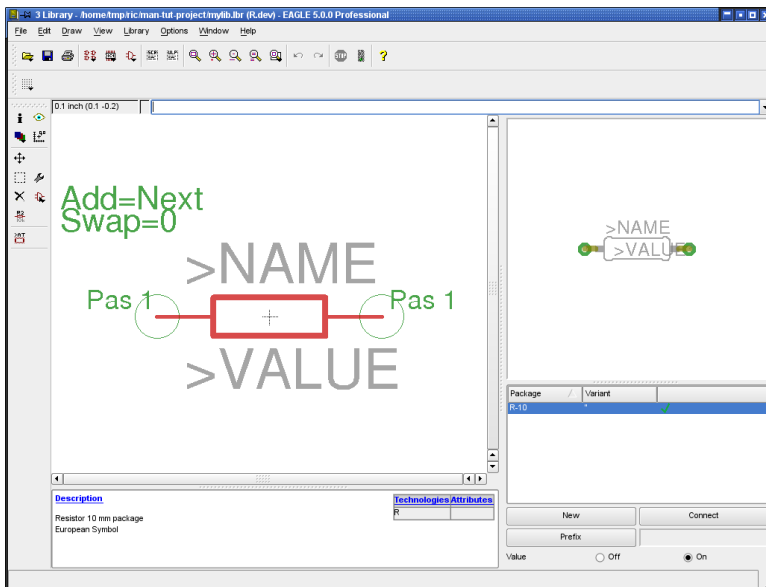 3 Library - /home/tmp/ric/man-tut-project/mylib.lbr (R.dev) - EAGLE 5.0.0 Professional
File Edit Draw View Library Options Window Help
0.1 inch (0.1 -0.2)
Add=Next
Swap=0
>NAME
Pas 1
Pas 1
>VALUE
>NAME
>VALUE
Package Variant
R-10 "
Description
Resistor 10 mm package
European Symbol
Technologies Attributes
R
New Connect
Prefix
Value Off On